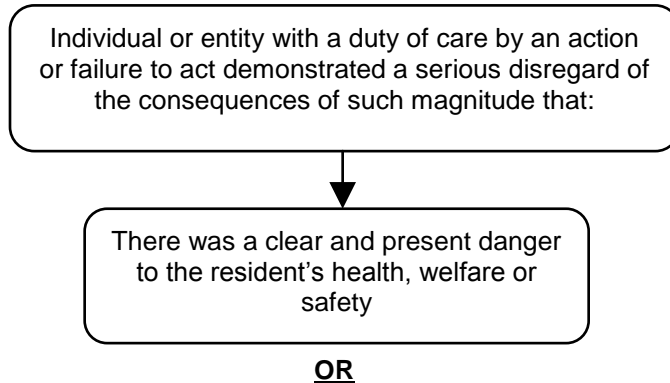 Individual or entity with a duty of care by an action
or failure to act demonstrated a serious disregard of
the consequences of such magnitude that:
There was a clear and present danger
to the resident’s health, welfare or
safety
OR